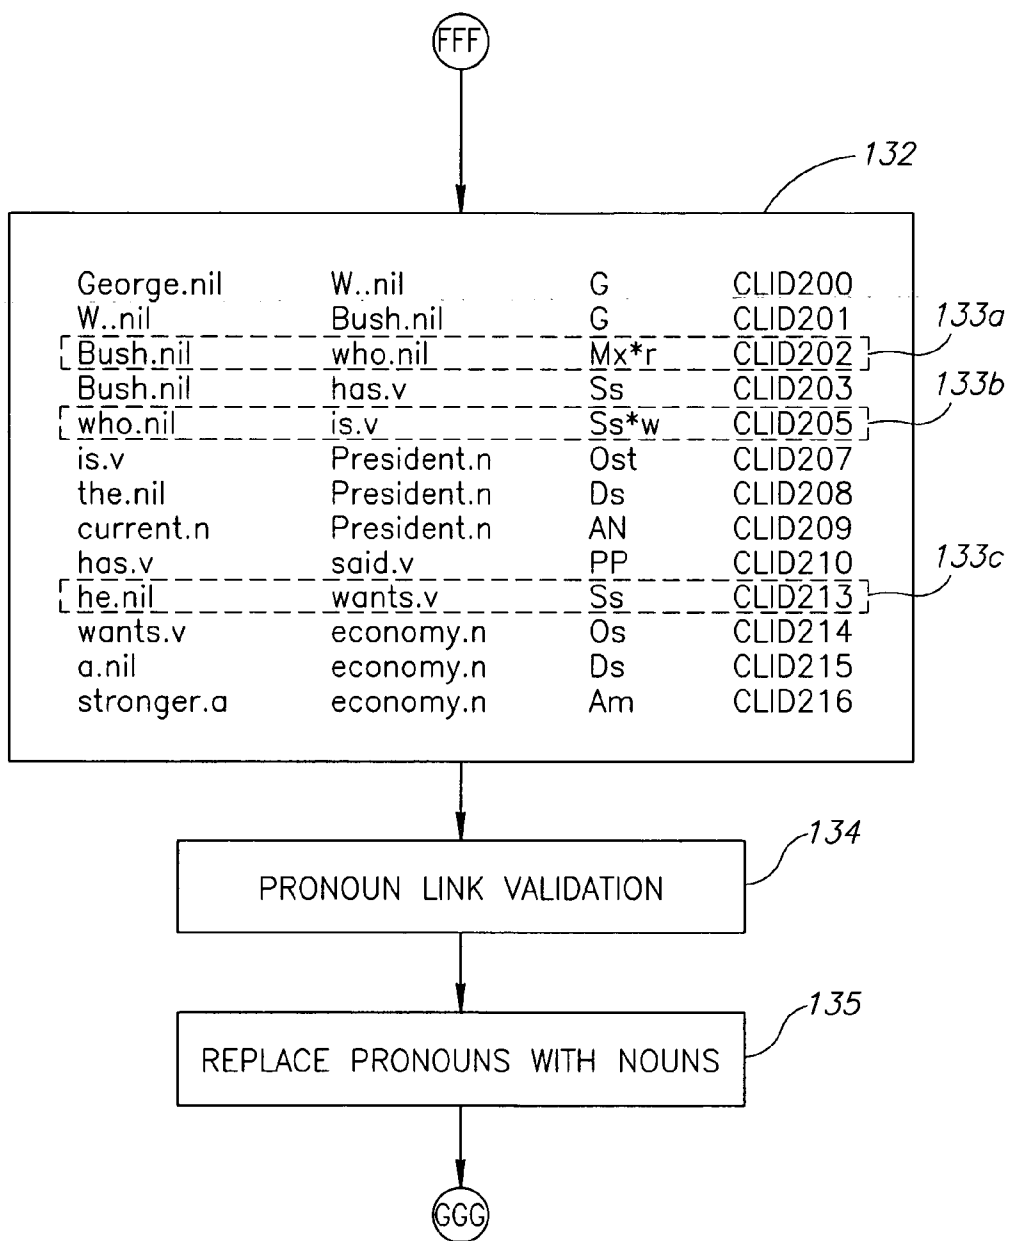 FFF
132
George.nil W..nil G CLID200
W..nil Bush.nil G CLID201
133a
Bush.nil who.nil Mx*r CLID202
Bush.nil has.v Ss CLID203
133b
who.nil is.v Ss*w CLID205
is.v President.n Ost CLID207
the.nil President.n Ds CLID208
current.n President.n AN CLID209
has.v said.v PP CLID210
133c
he.nil wants.v Ss CLID213
wants.v economy.n Os CLID214
a.nil economy.n Ds CLID215
stronger.a economy.n Am CLID216
134
PRONOUN LINK VALIDATION
135
REPLACE PRONOUNS WITH NOUNS
GGG